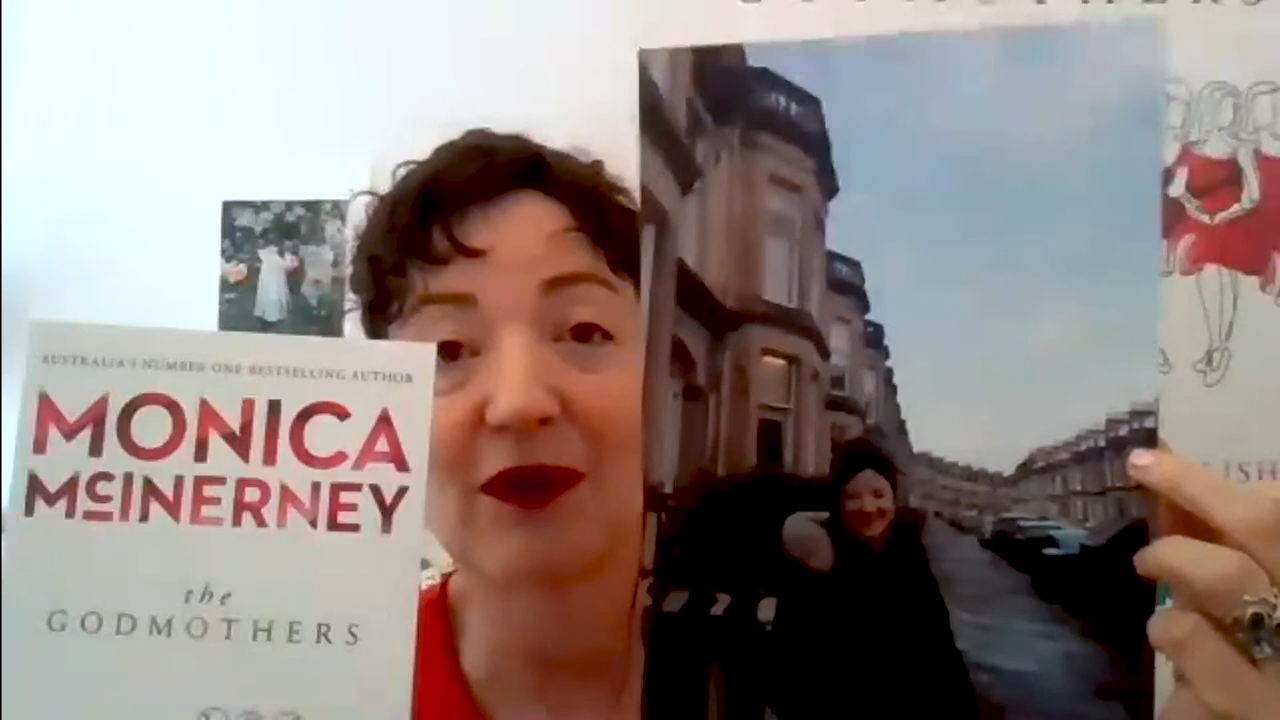 AUSTRALIA'S NUMBER ONE BESTSELLING AUTHOR
MONICA
McINERNEY
the
GODMOTHERS